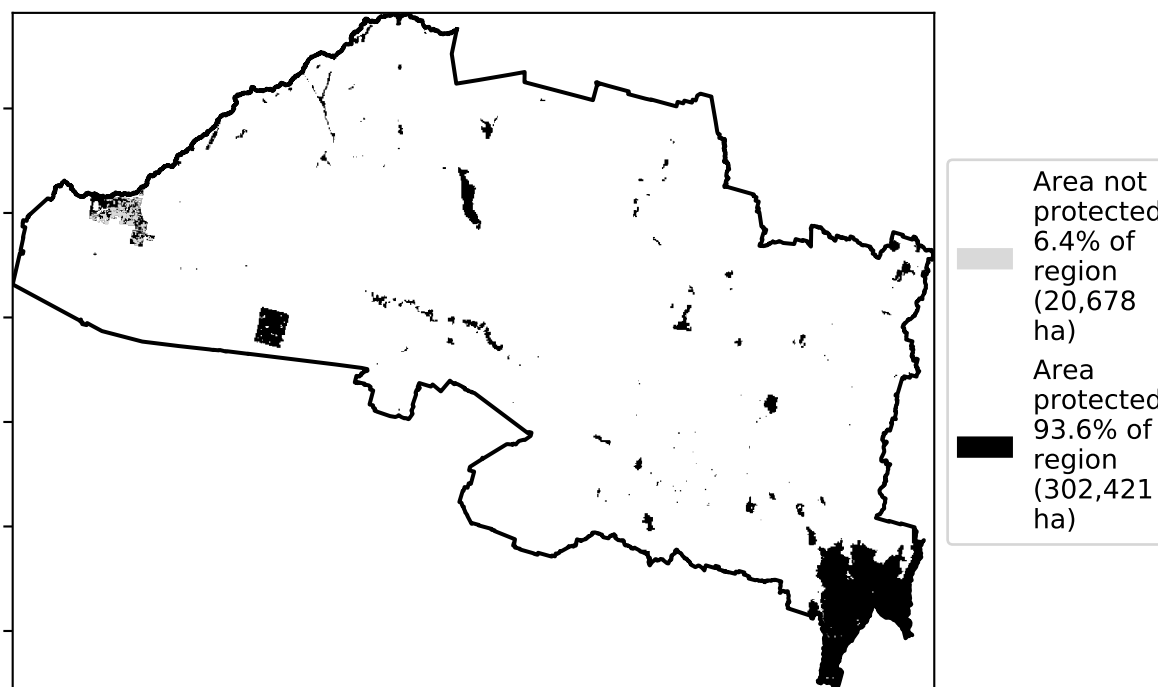 Area not
protected
6.4% of
region
(20,678
ha)
Area
protected
93.6% of
region
(302,421
ha)